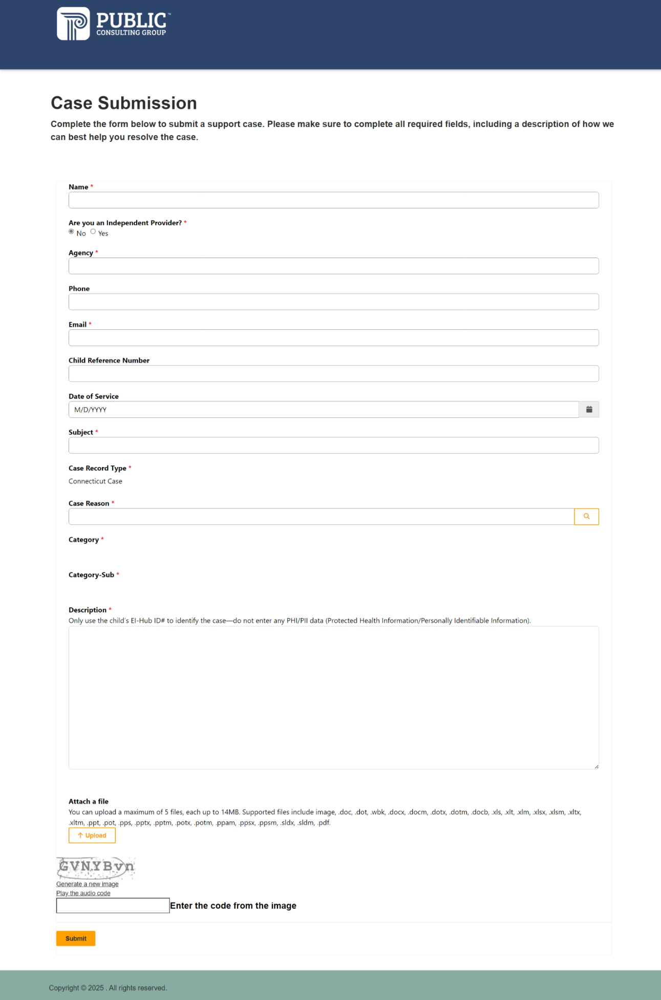 PUBLIC™
CONSULTING GROUP
Case Submission
Complete the form below to submit a support case. Please make sure to complete all required fields, including a description of how we
can best help you resolve the case.
Name *
Are you an Independent Provider? *
No Yes
Agency *
Phone
Email *
Child Reference Number
Date of Service
M/D/YYYY
Subject *
Case Record Type *
Connecticut Case
Case Reason *
Category *
Category-Sub *
Description *
Only use the child's EI-Hub ID# to identify the case—do not enter any PHI/PII data (Protected Health Information/Personally Identifiable Information).
Attach a file
You can upload a maximum of 5 files, each up to 14MB. Supported files include image, .doc, .dot, .wbk, .docx, .docm, .dotx, .dotm, .docb, .xls, .xlt, .xlm, .xlsx, .xlsm, .xltx,
.xltm, .ppt, .pot, .pps, .pptx, .pptm, .potx, .potm, .ppam, .ppsx, .ppsm, .sldx, .sldm, .pdf.
Upload
GVNYBvn
Generate a new image
Play the audio code
Enter the code from the image
Submit
Copyright © 2025 . All rights reserved.